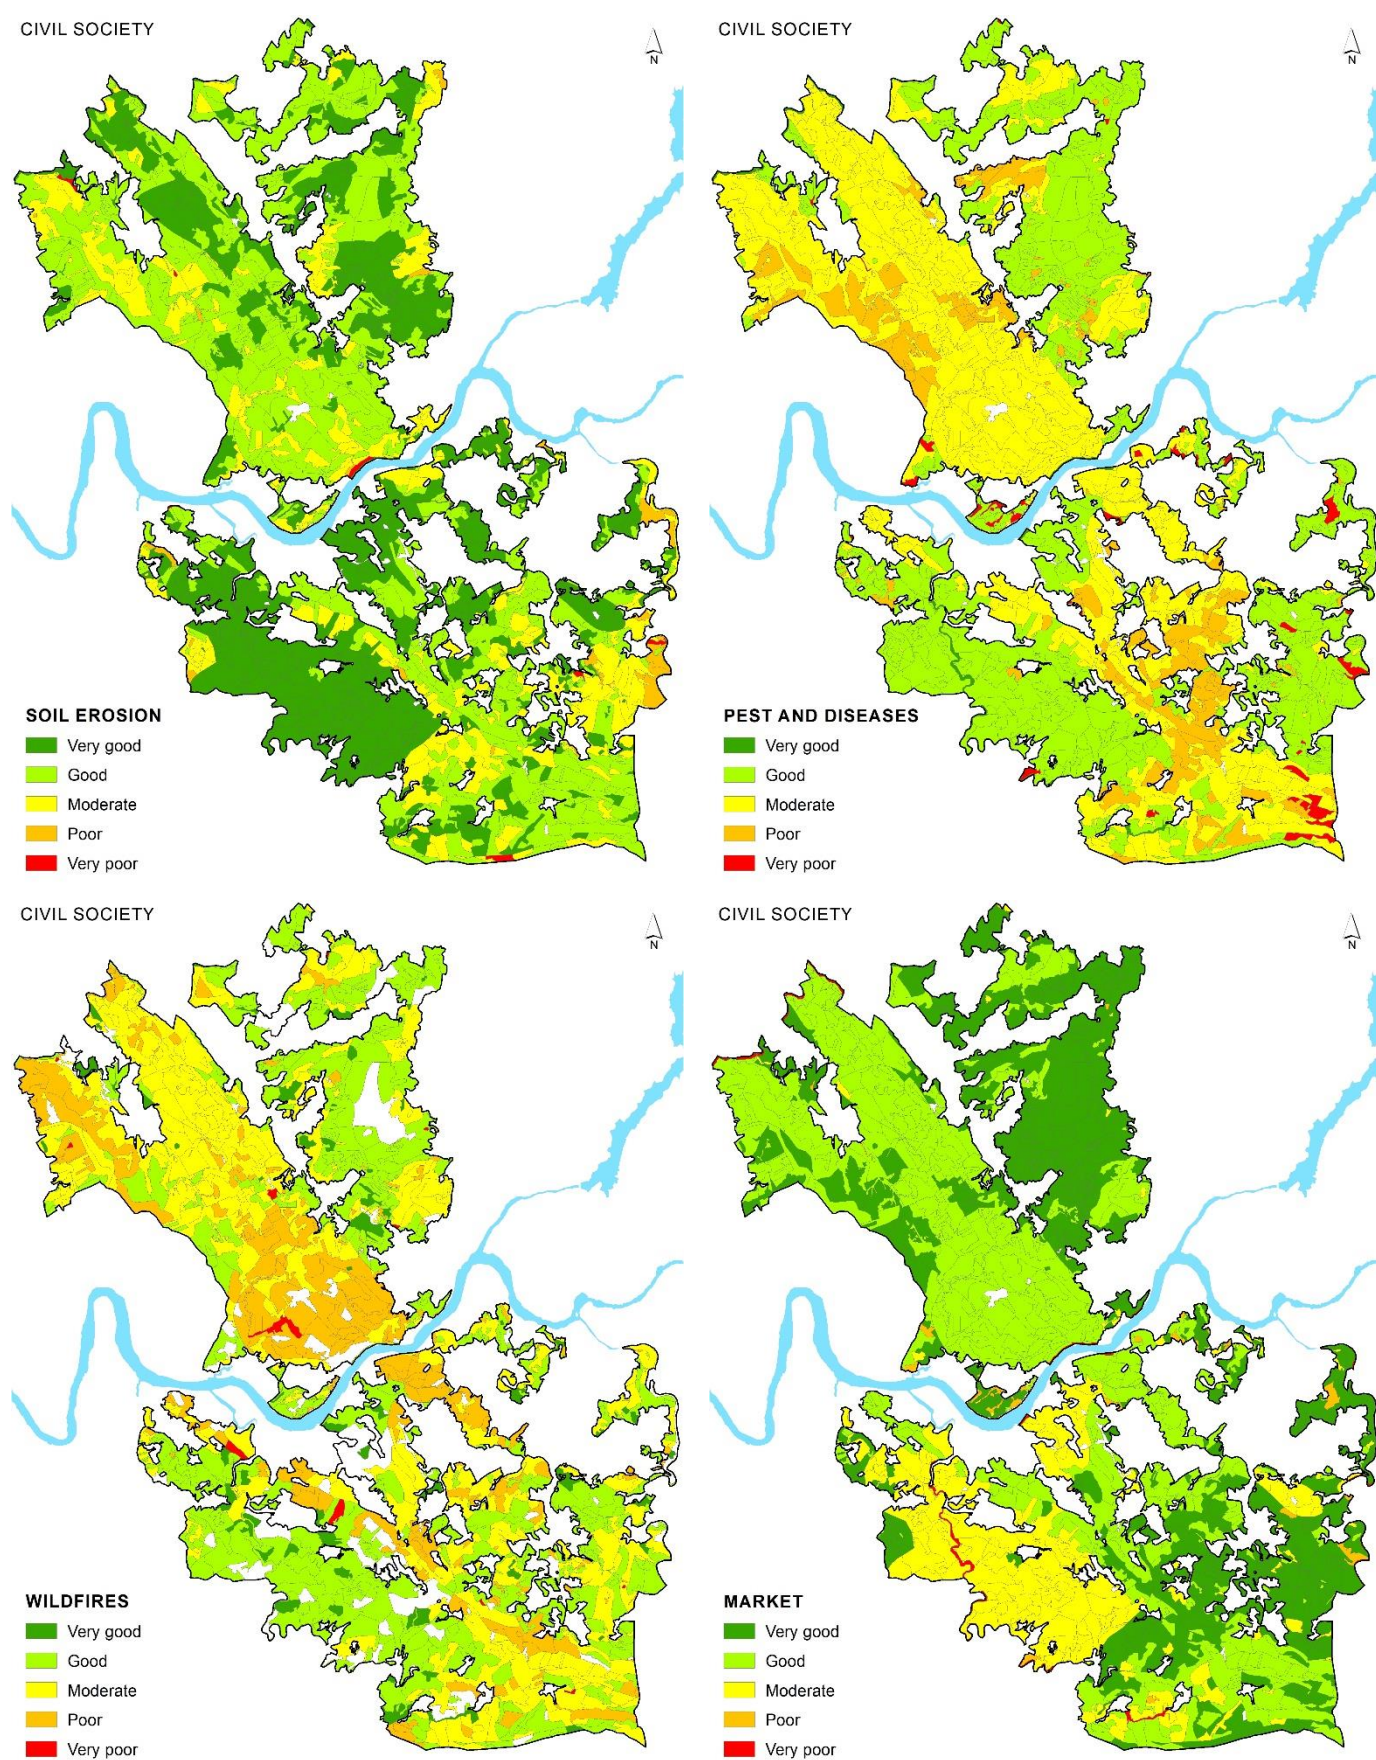 CIVIL SOCIETY
N
SOIL EROSION
Very good
Good
Moderate
Poor
Very poor
CIVIL SOCIETY
N
PEST AND DISEASES
Very good
Good
Moderate
Poor
Very poor
CIVIL SOCIETY
N
WILDFIRES
Very good
Good
Moderate
Poor
Very poor
CIVIL SOCIETY
N
MARKET
Very good
Good
Moderate
Poor
Very poor